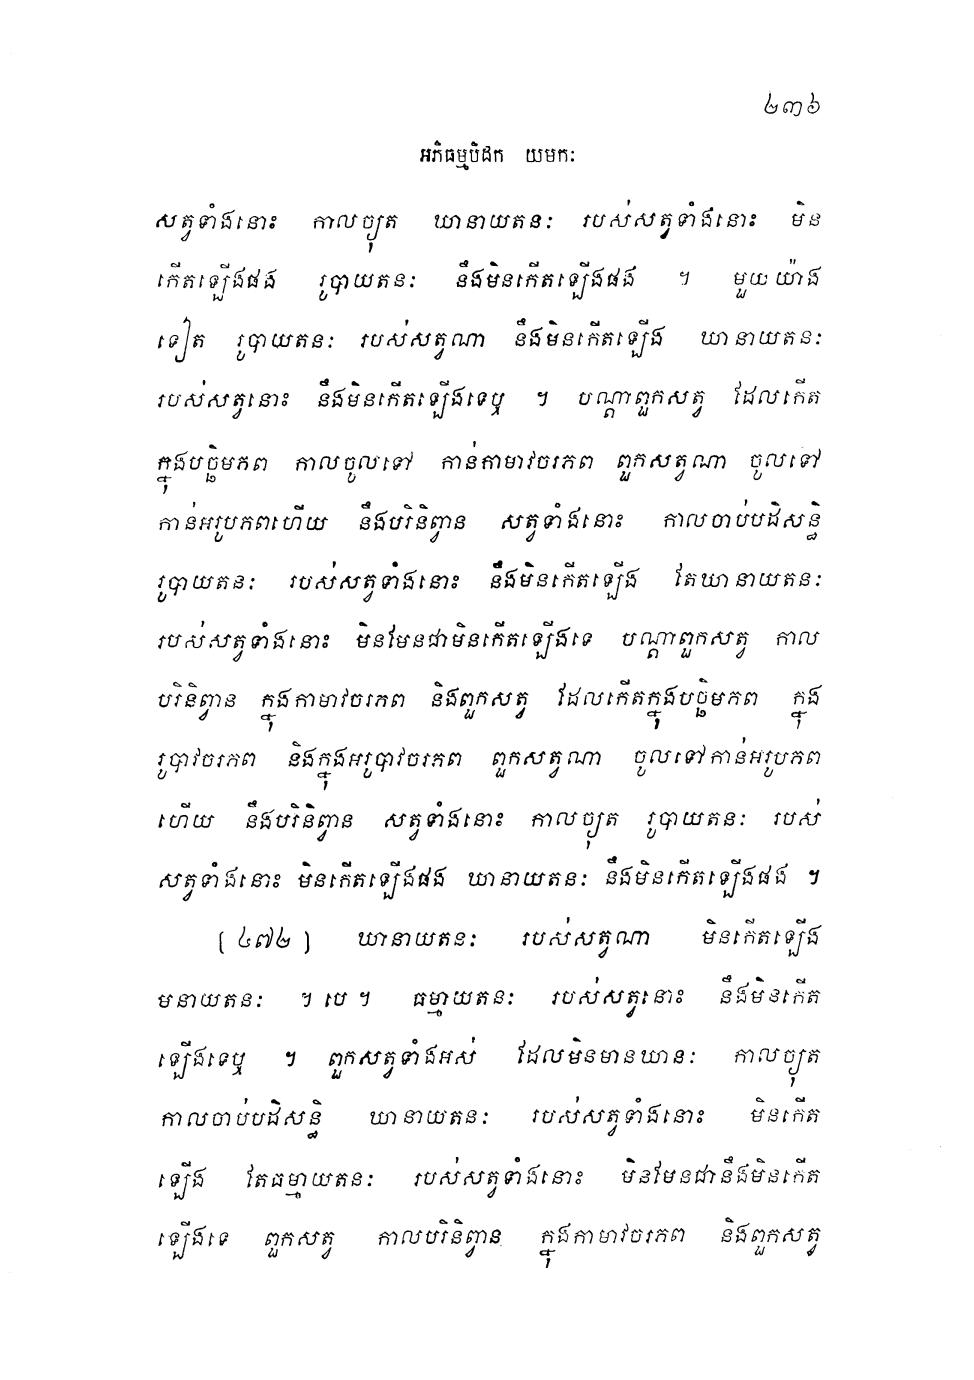 ២៣៦
អភិធម្មបិដក យមកៈ
សត្វទាំងនោះ កាលច្យុត ឃានាយតនៈ របស់សត្វទាំងនោះ មិន
កើតឡើងផង រូបាយតនៈ នឹងមិនកើតឡើងផង ។ មួយយ៉ាង
ទៀត រូបាយតនៈ របស់សត្វណា នឹងមិនកើតឡើង ឃានាយតនៈ
របស់សត្វនោះ នឹងមិនកើតឡើងទេឬ ។ បណ្តាពួកសត្វ ដែលកើត
ក្នុងបច្ឆិមភព កាលចូលទៅ កាន់កាមាវចរភព ពួកសត្វណា ចូលទៅ
កាន់អរូបភពហើយ នឹងបរិនិព្វាន សត្វទាំងនោះ កាលចាប់បដិសន្ធិ
រូបាយតនៈ របស់សត្វទាំងនោះ នឹងមិនកើតឡើង តែឃានាយតនៈ
របស់សត្វទាំងនោះ មិនមែនជាមិនកើតឡើងទេ បណ្តាពួកសត្វ កាល
បរិនិព្វាន ក្នុងកាមាវចរភព និងពួកសត្វ ដែលកើតក្នុងបច្ឆិមភព ក្នុង
រូបាវចរភព និងក្នុងអរូបាវចរភព ពួកសត្វណា ចូលទៅកាន់អរូបភព
ហើយ នឹងបរិនិព្វាន សត្វទាំងនោះ កាលច្យុត រូបាយតនៈ របស់
សត្វទាំងនោះ មិនកើតឡើងផង ឃានាយតនៈ នឹងមិនកើតឡើងផង ។
[ ៤៧២ ] ឃានាយតនៈ របស់សត្វណា មិនកើតឡើង
មនាយតនៈ ។ បេ ។ ធម្មាយតនៈ របស់សត្វនោះ នឹងមិនកើត
ឡើងទេឬ ។ ពួកសត្វទាំងអស់ ដែលមិនមានឃានៈ កាលច្យុត
កាលចាប់បដិសន្ធិ ឃានាយតនៈ របស់សត្វទាំងនោះ មិនកើត
ឡើង តែធម្មាយតនៈ របស់សត្វទាំងនោះ មិនមែនជានឹងមិនកើត
ឡើងទេ ពួកសត្វ កាលបរិនិព្វាន ក្នុងកាមាវចរភព និងពួកសត្វ